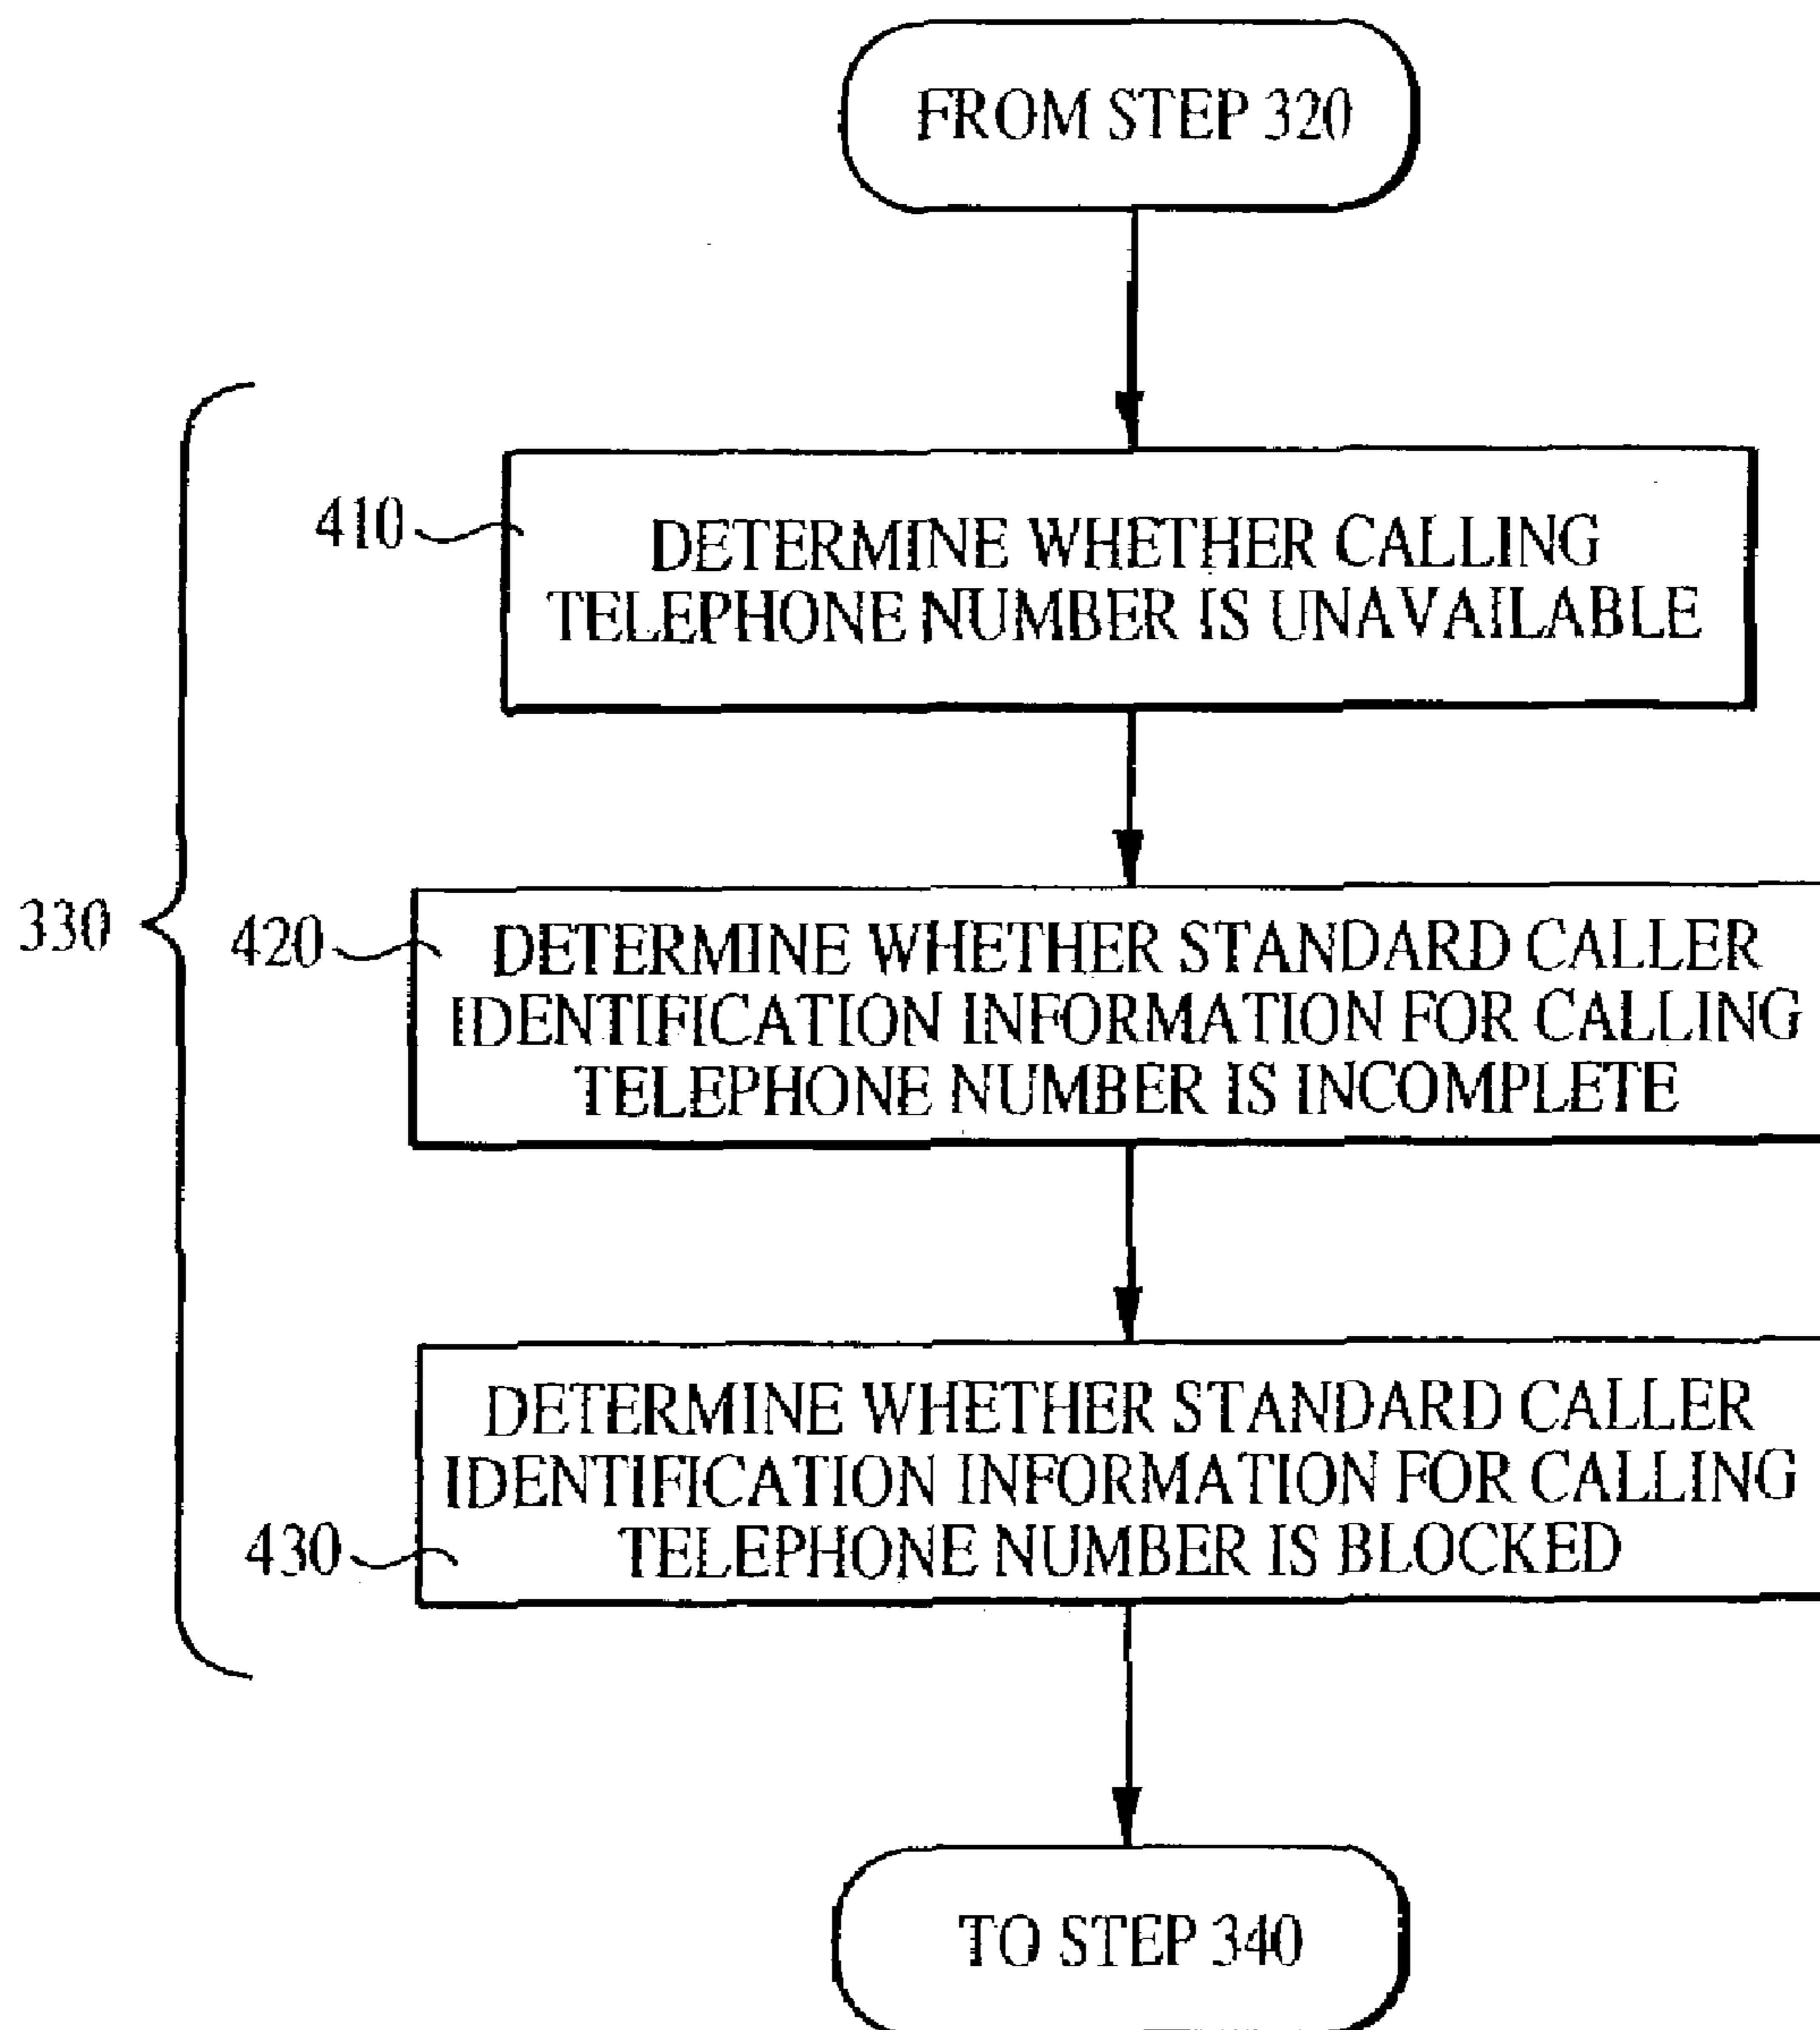 FROM STEP 320
410
DETERMINE WHETHER CALLING
TELEPHONE NUMBER IS UNAVAILABLE
330
420
DETERMINE WHETHER STANDARD CALLER
IDENTIFICATION INFORMATION FOR CALLING
TELEPHONE NUMBER IS INCOMPLETE
DETERMINE WHETHER STANDARD CALLER
IDENTIFICATION INFORMATION FOR CALLING
TELEPHONE NUMBER IS BLOCKED
430
TO STEP 340